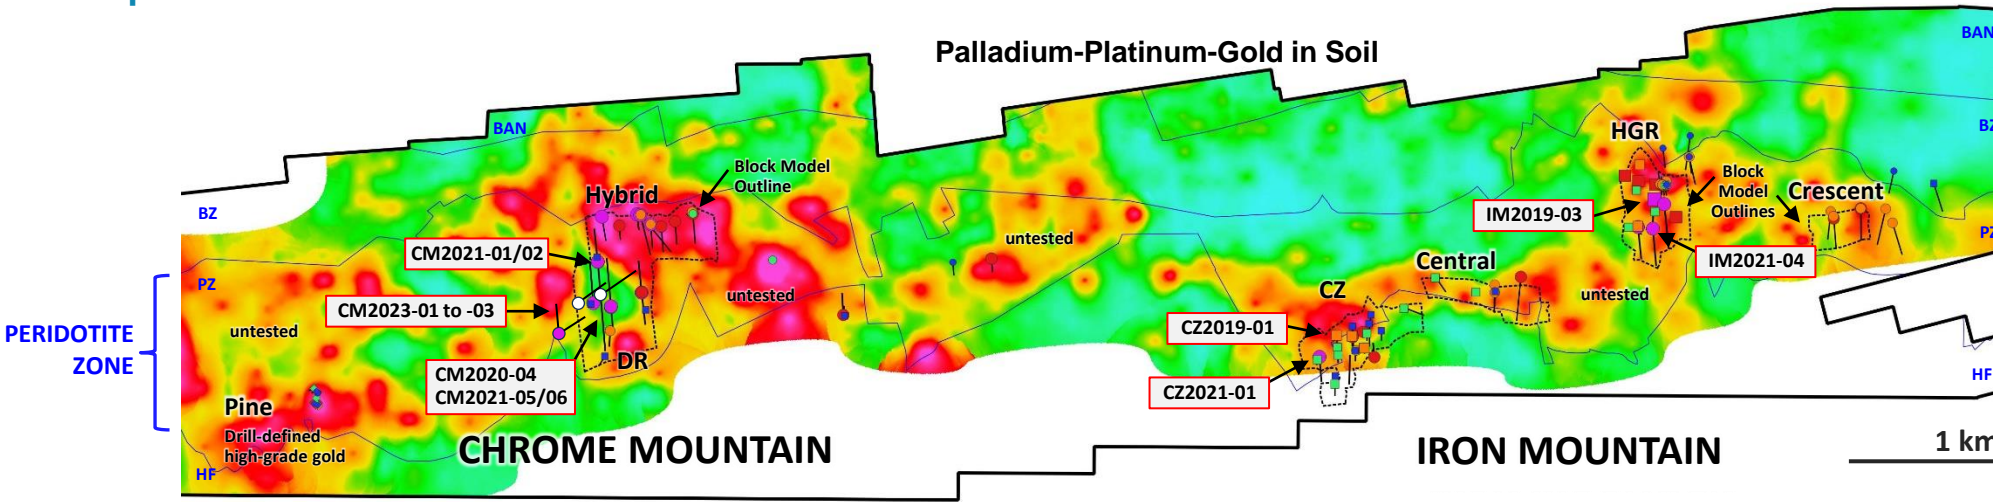 Palladium-Platinum-Gold in Soil
BAN
BAN
HGR
BZ
Block Model
Outline
Hybrid
Block
Model
Outlines
Crescent
BZ
IM2019-03
PZ
untested
CM2021-01/02
IM2021-04
Central
PZ
untested
CZ
untested
CM2023-01 to -03
untested
CZ2019-01
PERIDOTITE
ZONE
DR
CM2020-04
CM2021-05/06
HF
CZ2021-01
Pine
Drill-defined
high-grade gold
CHROME MOUNTAIN
IRON MOUNTAIN
1 km
HF